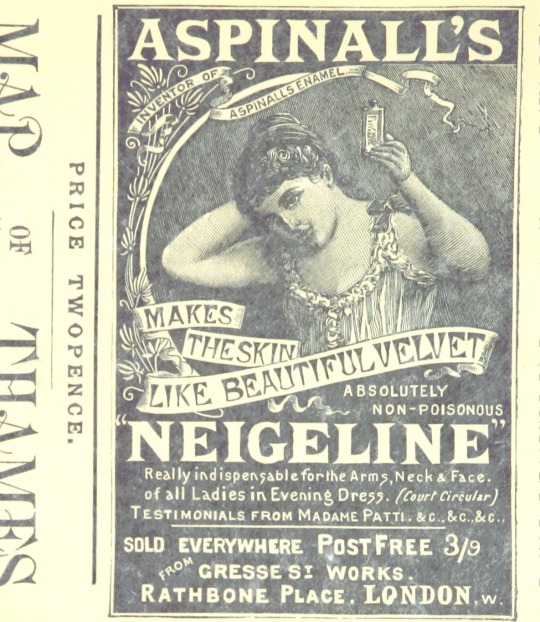 MAP OF THAMES
PRICE TWOPENCE.
ASPINALL'S
INVENTOR OF
ASPINALLS ENAMEL
MAKES
THE SKIN
LIKE BEAUTIFUL VELVET
ABSOLUTELY
NON-POISONOUS
"NEIGELINE"
Really indispensable for the Arms, Neck & Face.
of all Ladies in Evening Dress. (Court Circular)
TESTIMONIALS FROM MADAME PATTI. &C., &C., &C.,
SOLD EVERYWHERE POST FREE 3/9
FROM GRESSE ST WORKS.
RATHBONE PLACE, LONDON, W.